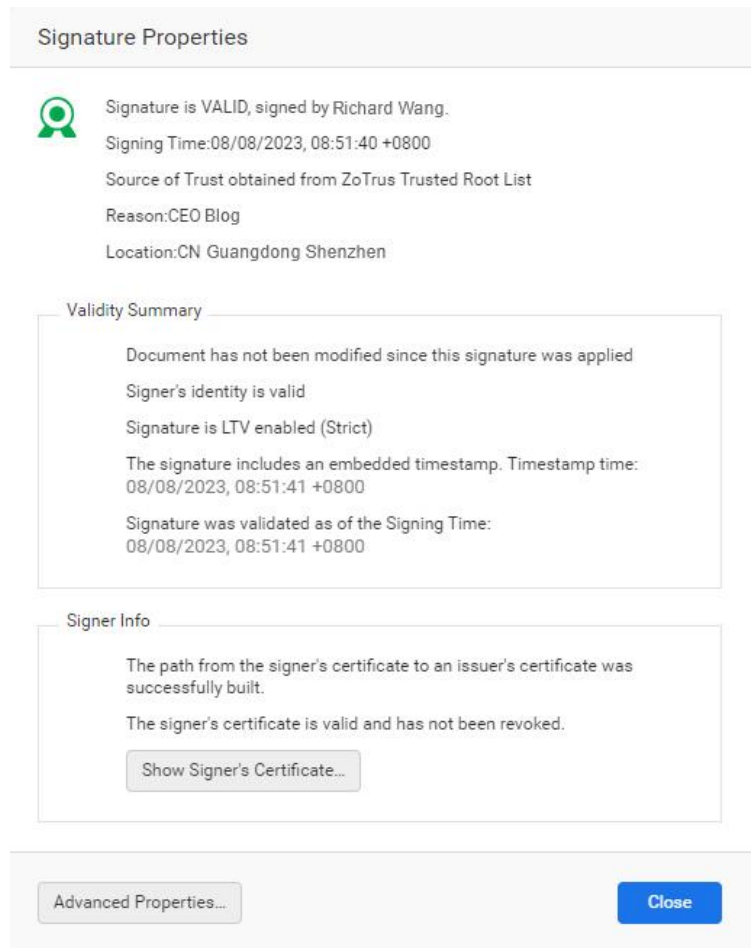 Signature Properties
Signature is VALID, signed by Richard Wang.
Signing Time:08/08/2023, 08:51:40 +0800
Source of Trust obtained from ZoTrus Trusted Root List
Reason:CEO Blog
Location:CN Guangdong Shenzhen
Validity Summary
Document has not been modified since this signature was applied
Signer's identity is valid
Signature is LTV enabled (Strict)
The signature includes an embedded timestamp. Timestamp time:
08/08/2023, 08:51:41 +0800
Signature was validated as of the Signing Time:
08/08/2023, 08:51:41 +0800
Signer Info
The path from the signer's certificate to an issuer's certificate was
successfully built.
The signer's certificate is valid and has not been revoked.
Show Signer's Certificate...
Advanced Properties...
Close